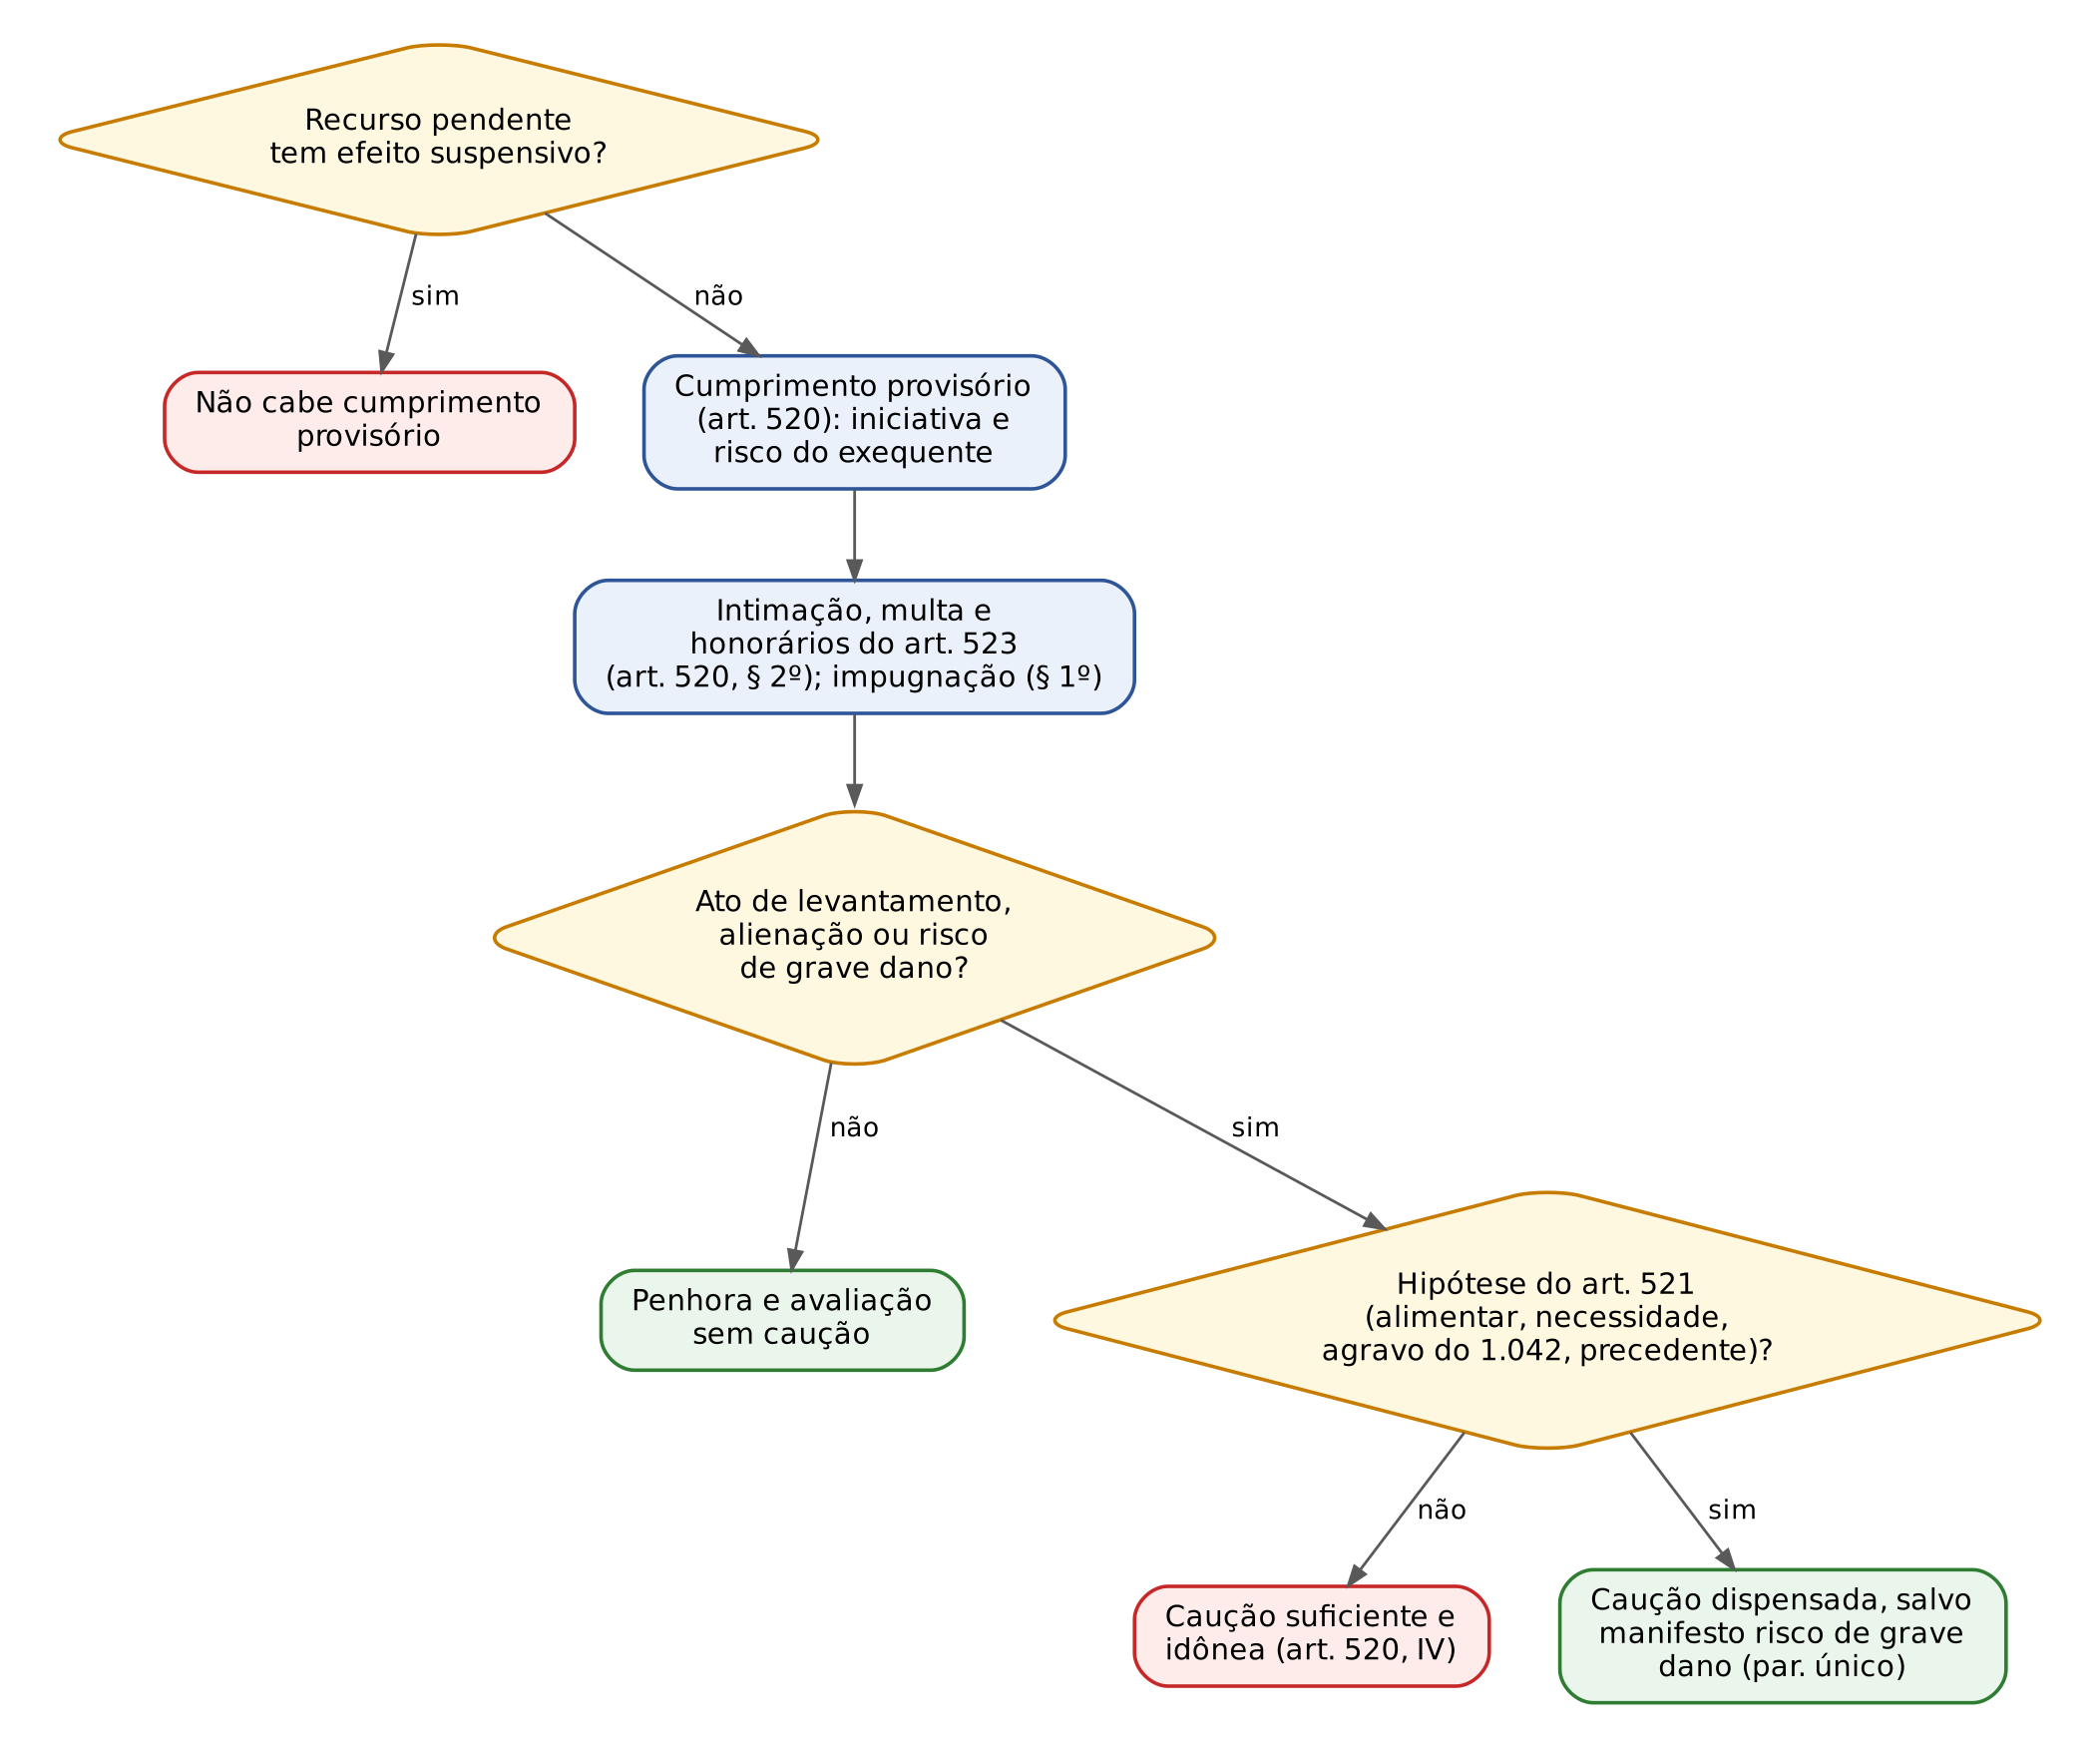 Recurso pendente
tem efeito suspensivo?
sim
não
Não cabe cumprimento
provisório
Cumprimento provisório
(art. 520): iniciativa e
risco do exequente
Intimação, multa e
honorários do art. 523
(art. 520, § 2º); impugnação (§ 1º)
Ato de levantamento,
alienação ou risco
de grave dano?
não
sim
Penhora e avaliação
sem caução
Hipótese do art. 521
(alimentar, necessidade,
agravo do 1.042, precedente)?
não
sim
Caução suficiente e
idônea (art. 520, IV)
Caução dispensada, salvo
manifesto risco de grave
dano (par. único)